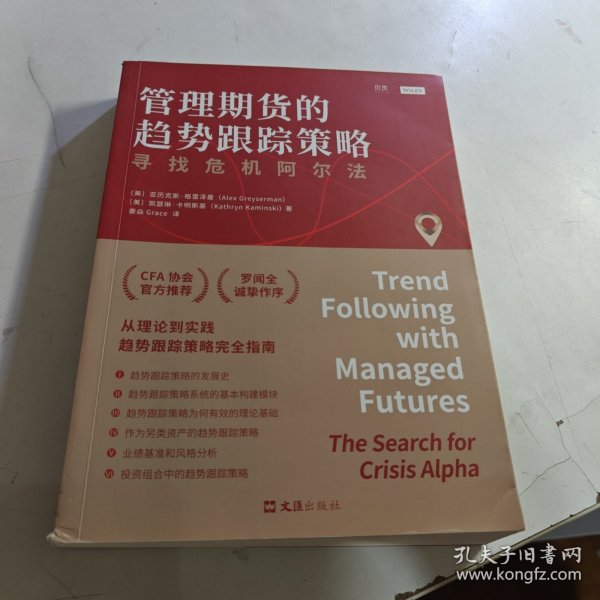 贝页
WILEY
管理期货的
趋势跟踪策略
寻找危机阿尔法
（美）亚历克斯·格雷泽曼（Alex Greyserman）
（美）凯瑟琳·卡明斯基（Kathryn Kaminski）著
姜焱 Grace 译
CFA 协会
官方推荐
罗闻全
诚挚作序
从理论到实践
趋势跟踪策略完全指南
I 趋势跟踪策略的发展史
II 趋势跟踪策略系统的基本构建模块
III 趋势跟踪策略为何有效的理论基础
IV 作为另类资产的趋势跟踪策略
V 业绩基准和风格分析
VI 投资组合中的趋势跟踪策略
Trend
Following
with
Managed
Futures
The Search for
Crisis Alpha
文匯出版社
孔夫子旧书网
www.kongfz.com